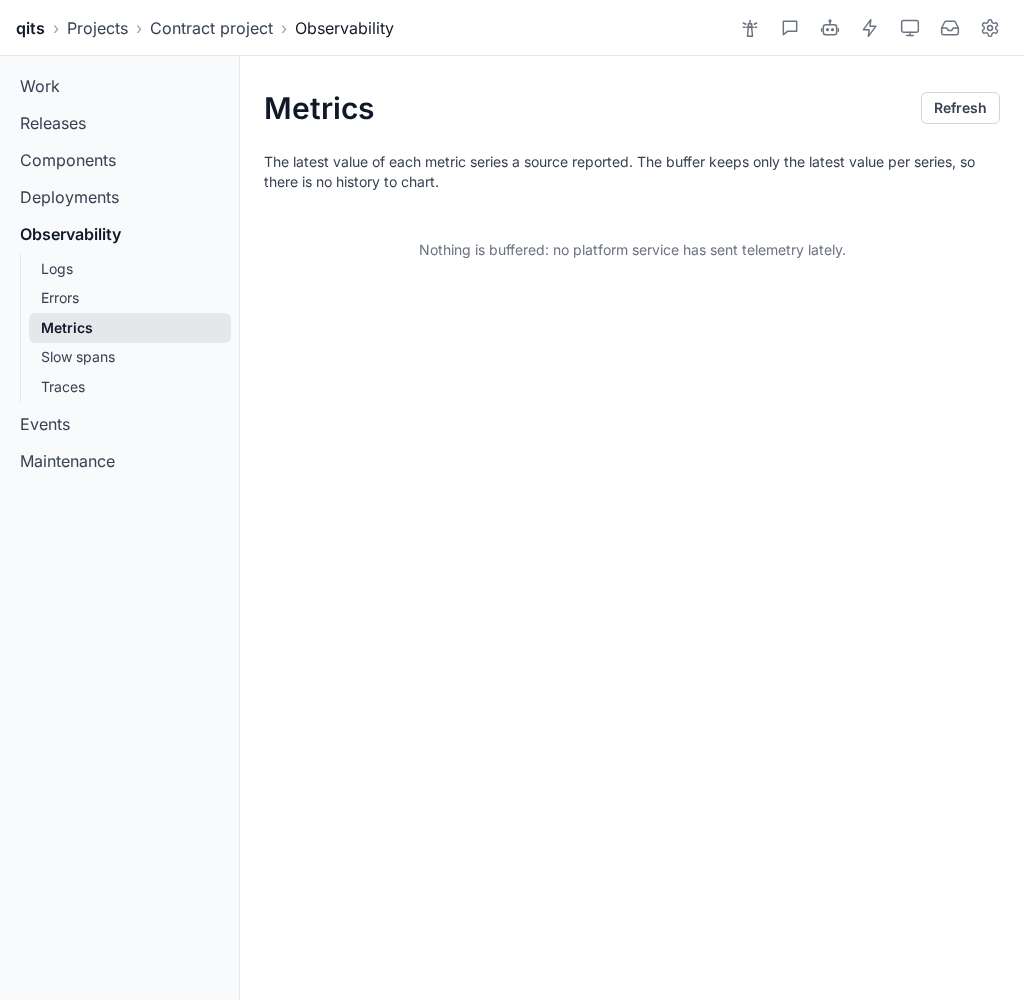 qits › Projects › Contract project › Observability
Work
Releases
Components
Deployments
Observability
Logs
Errors
Metrics
Slow spans
Traces
Events
Maintenance
Metrics
Refresh
The latest value of each metric series a source reported. The buffer keeps only the latest value per series, so
there is no history to chart.
Nothing is buffered: no platform service has sent telemetry lately.